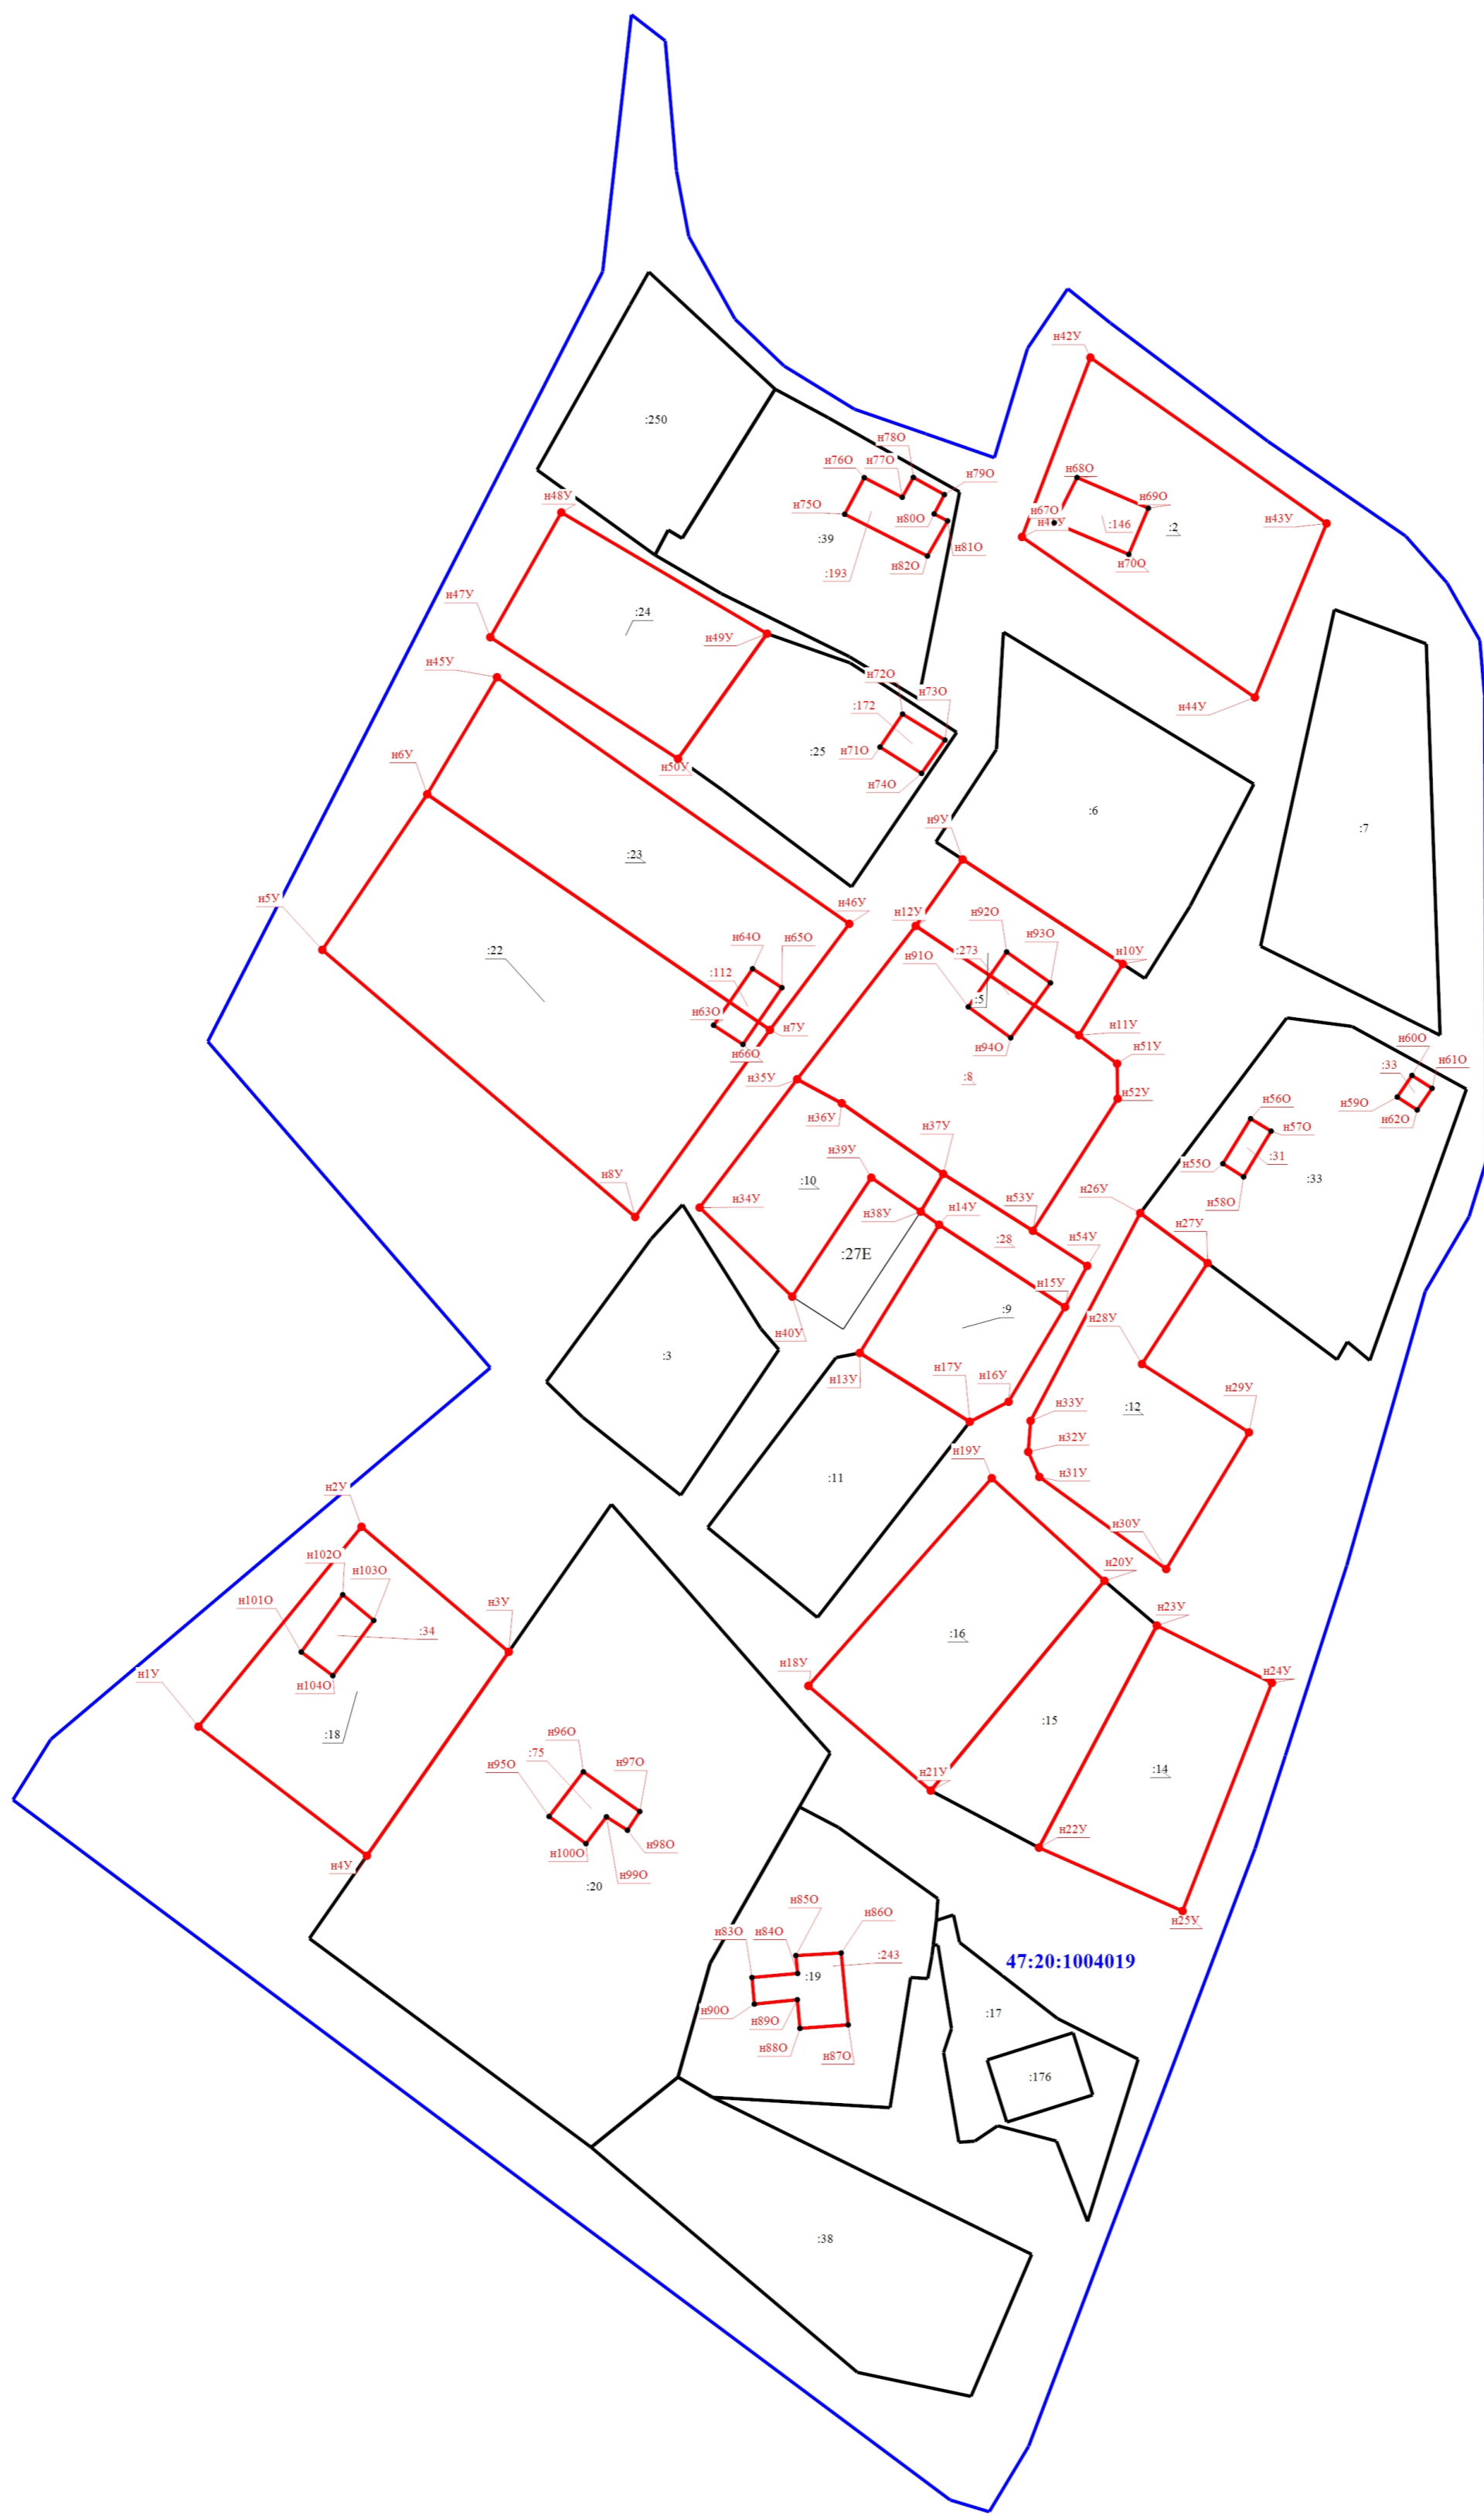 н42У
:250
н78О
н76О
н77О
н79О
н68О
н48У
н69О
н75О
н67О
н80О
н43У
:146
:2
:39
н81О
н70О
н82О
:193
н47У
:24
н49У
н45У
н72О
н73О
:172
н44У
н71О
:25
н6У
н50У
н74О
:6
н9У
:7
:23
н5У
н46У
н12У
н92О
н64О
н65О
н93О
:22
:273
н10У
н91О
:112
:5
н63О
н7У
н11У
н94О
н66О
н51У
н60О
н61О
н35У
:8
:33
н52У
н59О
н56О
н36У
н62О
н37У
н57О
н39У
:31
н55О
н8У
:10
:33
н34У
н53У
н26У
н58О
н38У
н14У
н27У
:28
н54У
:27Е
н15У
:9
н28У
н40У
:3
н17У
н13У
н16У
н29У
н33У
:12
н32У
н19У
:11
н31У
н2У
н30У
н102О
н20У
н103О
н101О
н3У
н23У
:34
:16
н1У
н18У
н24У
н104О
:15
:18
н96О
:75
н97О
н95О
:14
н21У
н22У
н98О
н100О
н4У
н99О
:20
н85О
н86О
н25У
н83О
н84О
:243
47:20:1004019
:19
н90О
н89О
:17
н88О
н87О
:176
:38